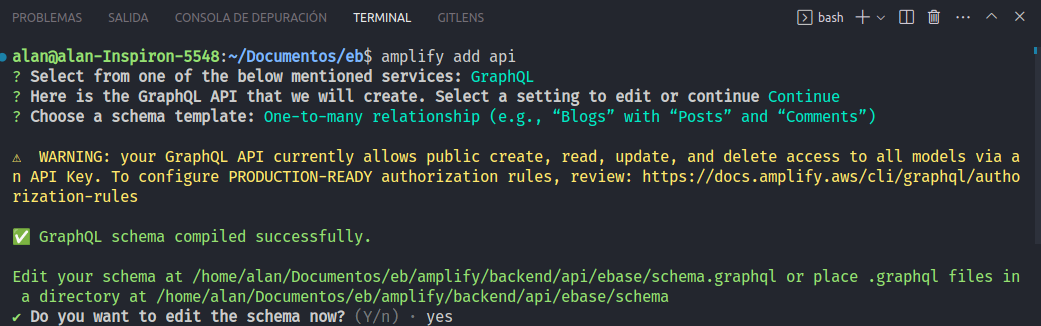 PROBLEMAS SALIDA CONSOLA DE DEPURACIÓN TERMINAL GITLENS bash
alan@alan-Inspiron-5548:~/Documentos/eb$ amplify add api
? Select from one of the below mentioned services: GraphQL
? Here is the GraphQL API that we will create. Select a setting to edit or continue Continue
? Choose a schema template: One-to-many relationship (e.g., “Blogs” with “Posts” and “Comments”)
⚠ WARNING: your GraphQL API currently allows public create, read, update, and delete access to all models via a
n API Key. To configure PRODUCTION-READY authorization rules, review: https://docs.amplify.aws/cli/graphql/autho
rization-rules
✅ GraphQL schema compiled successfully.
Edit your schema at /home/alan/Documentos/eb/amplify/backend/api/ebase/schema.graphql or place .graphql files in
 a directory at /home/alan/Documentos/eb/amplify/backend/api/ebase/schema
✔ Do you want to edit the schema now? (Y/n) · yes